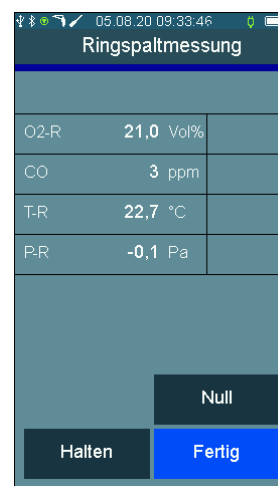 05.08.20 09:33:46
Ringspaltmessung
O2-R 21,0 Vol%
CO 3 ppm
T-R 22,7 °C
P-R -0,1 Pa
Null
Halten Fertig